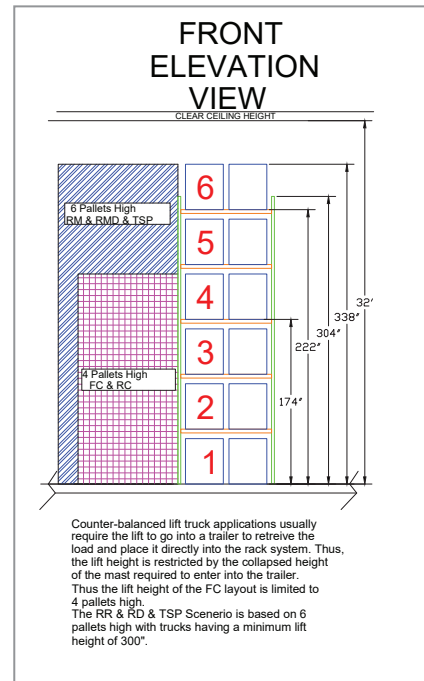 FRONT
ELEVATION
VIEW
CLEAR CEILING HEIGHT
6
6 Pallets High
RM & RMD & TSP
5
4
3
4 Pallets High
FC & RC
2
1
174"
222"
304"
338"
32'
Counter-balanced lift truck applications usually
require the lift to go into a trailer to retreive the
load and place it directly into the rack system. Thus,
the lift height is restricted by the collapsed height
of the mast required to enter into the trailer.
Thus the lift height of the FC layout is limited to
4 pallets high.
The RR & RD & TSP Scenerio is based on 6
pallets high with trucks having a minimum lift
height of 300".